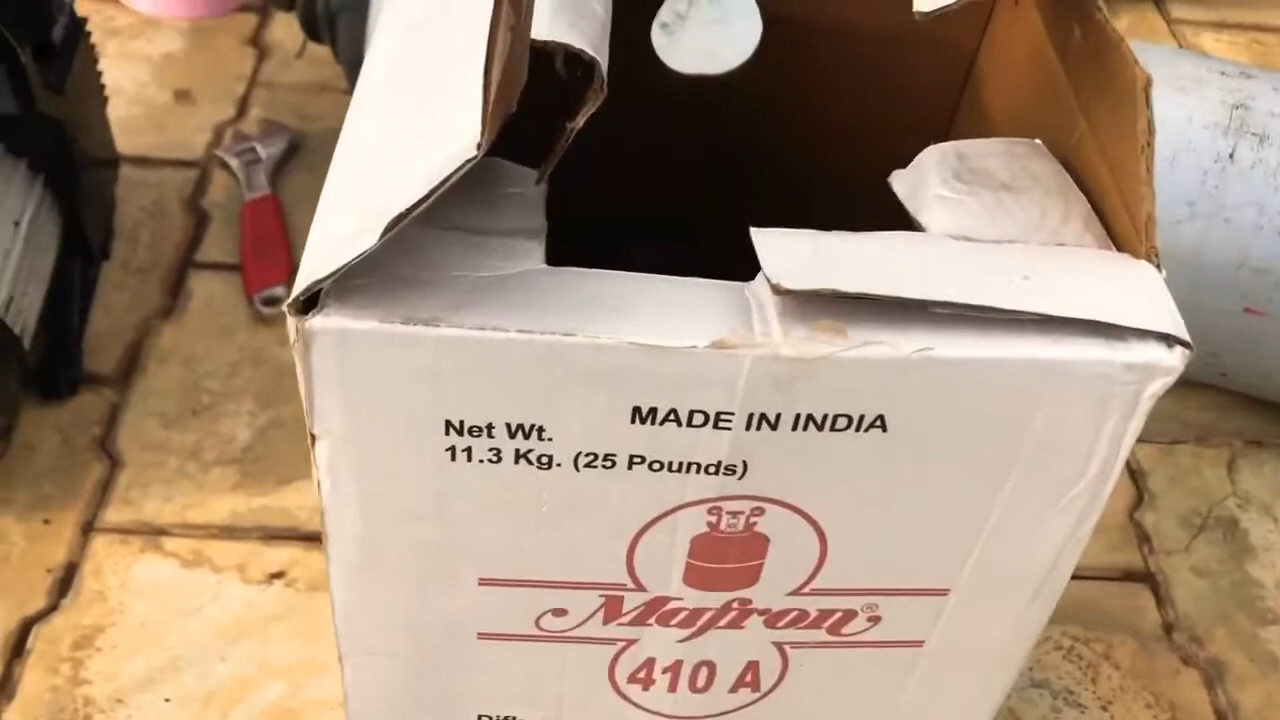 MADE IN INDIA
Net Wt.
11.3 Kg. (25 Pounds)
Mafron®
410 A